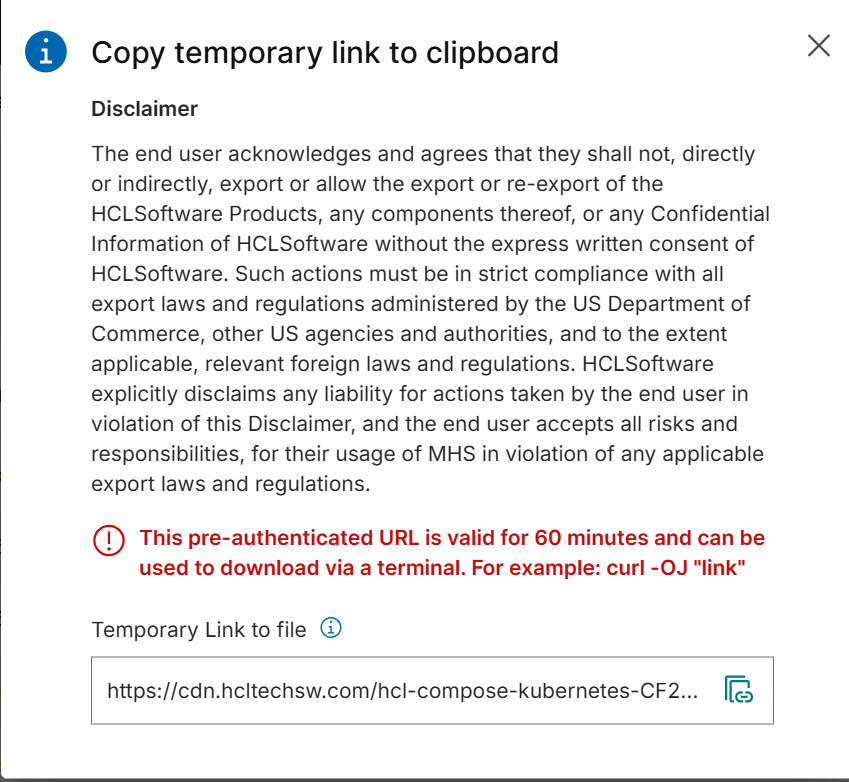 Copy temporary link to clipboard
Disclaimer
The end user acknowledges and agrees that they shall not, directly
or indirectly, export or allow the export or re-export of the
HCLSoftware Products, any components thereof, or any Confidential
Information of HCLSoftware without the express written consent of
HCLSoftware. Such actions must be in strict compliance with all
export laws and regulations administered by the US Department of
Commerce, other US agencies and authorities, and to the extent
applicable, relevant foreign laws and regulations. HCLSoftware
explicitly disclaims any liability for actions taken by the end user in
violation of this Disclaimer, and the end user accepts all risks and
responsibilities, for their usage of MHS in violation of any applicable
export laws and regulations.
This pre-authenticated URL is valid for 60 minutes and can be
used to download via a terminal. For example: curl -OJ "link"
Temporary Link to file
https://cdn.hcltechsw.com/hcl-compose-kubernetes-CF2...